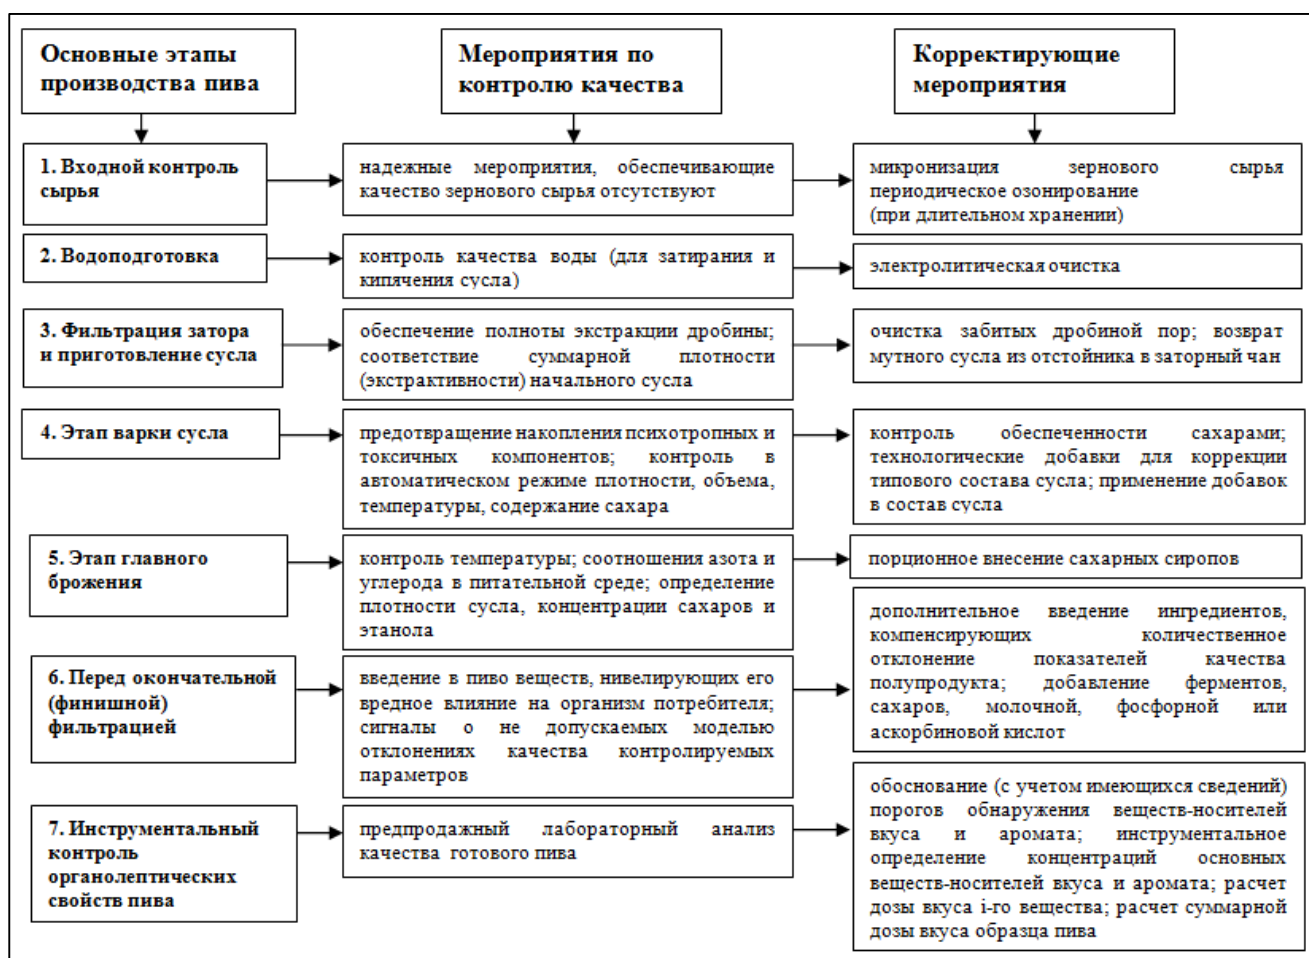 Основные этапы
производства пива
Мероприятия по
контролю качества
Корректирующие
мероприятия
1. Входной контроль
сырья
надежные мероприятия, обеспечивающие
качество зернового сырья отсутствуют
микронизация зернового сырья
периодическое озонирование
(при длительном хранении)
2. Водоподготовка
контроль качества воды (для затирания и
кипячения сусла)
электролитическая очистка
3. Фильтрация затора
и приготовление сусла
обеспечение полноты экстракции дробины;
соответствие суммарной плотности
(экстрактивности) начального сусла
очистка забитых дробиной пор; возврат
мутного сусла из отстойника в заторный чан
4. Этап варки сусла
предотвращение накопления психотропных и
токсичных компонентов; контроль в
автоматическом режиме плотности, объема,
температуры, содержание сахара
контроль обеспеченности сахарами;
технологические добавки для коррекции
типового состава сусла; применение добавок
в состав сусла
5. Этап главного
брожения
контроль температуры; соотношения азота и
углерода в питательной среде; определение
плотности сусла, концентрации сахаров и
этанола
порционное внесение сахарных сиропов
6. Перед окончательной
(финишной)
фильтрацией
введение в пиво веществ, нивелирующих его
вредное влияние на организм потребителя;
сигналы о не допускаемых моделью
отклонениях качества контролируемых
параметров
дополнительное введение ингредиентов,
компенсирующих количественное
отклонение показателей качества
полупродукта; добавление ферментов,
сахаров, молочной, фосфорной или
аскорбиновой кислот
7. Инструментальный
контроль
органолептических
свойств пива
предпродажный лабораторный анализ
качества готового пива
обоснование (с учетом имеющихся сведений)
порогов обнаружения веществ-носителей
вкуса и аромата; инструментальное
определение концентраций основных
веществ-носителей вкуса и аромата; расчет
дозы вкуса i-го вещества; расчет суммарной
дозы вкуса образца пива